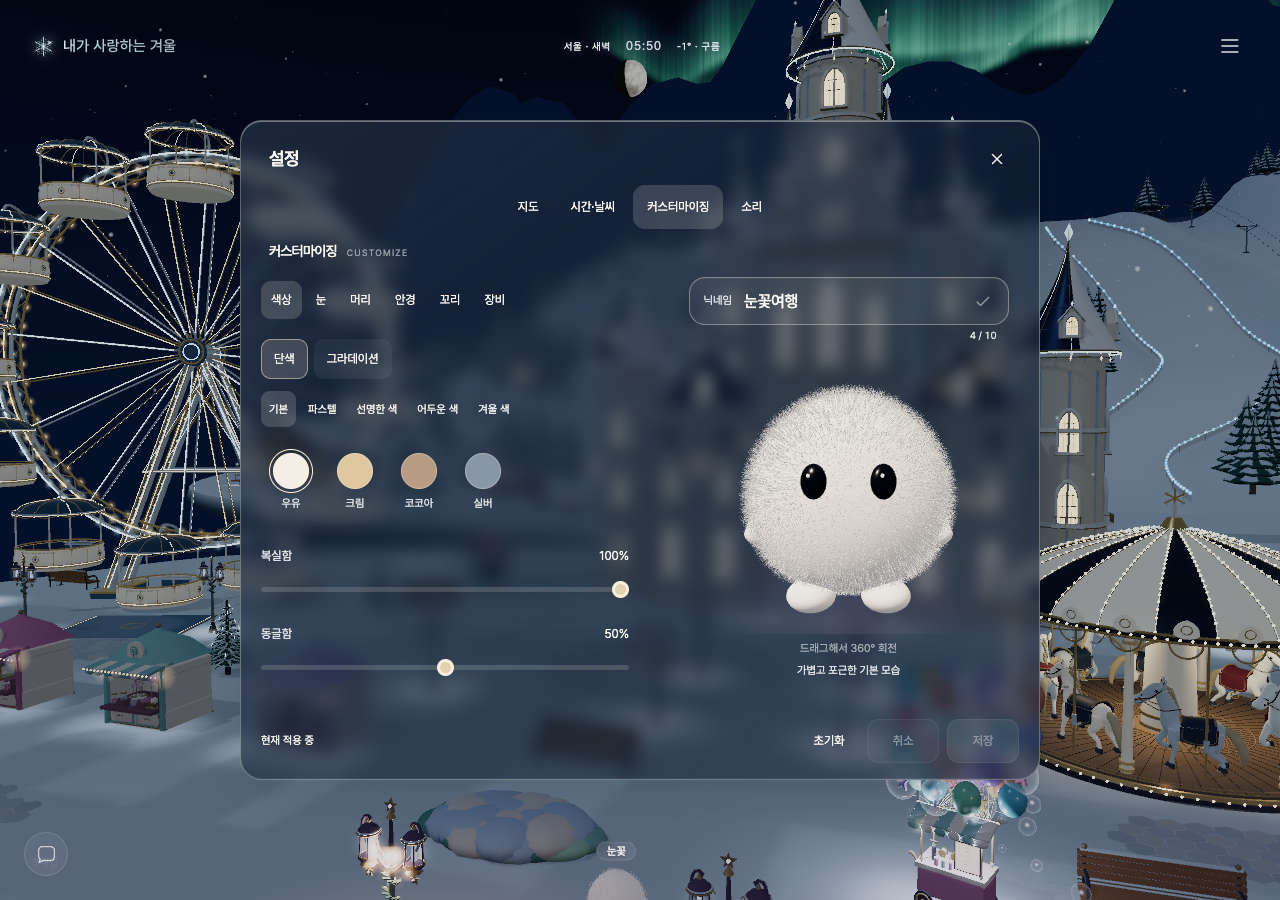 내가 사랑하는 겨울
서울 · 새벽 05:50 -1° · 구름
설정
지도 시간·날씨 커스터마이징 소리
커스터마이징 CUSTOMIZE
색상 눈 머리 안경 꼬리 장비
닉네임 눈꽃여행
4 / 10
단색 그라데이션
기본 파스텔 선명한 색 어두운 색 겨울 색
우유 크림 코코아 실버
복실함 100%
동글함 50%
드래그해서 360° 회전
가볍고 포근한 기본 모습
현재 적용 중
초기화 취소 저장
눈꽃